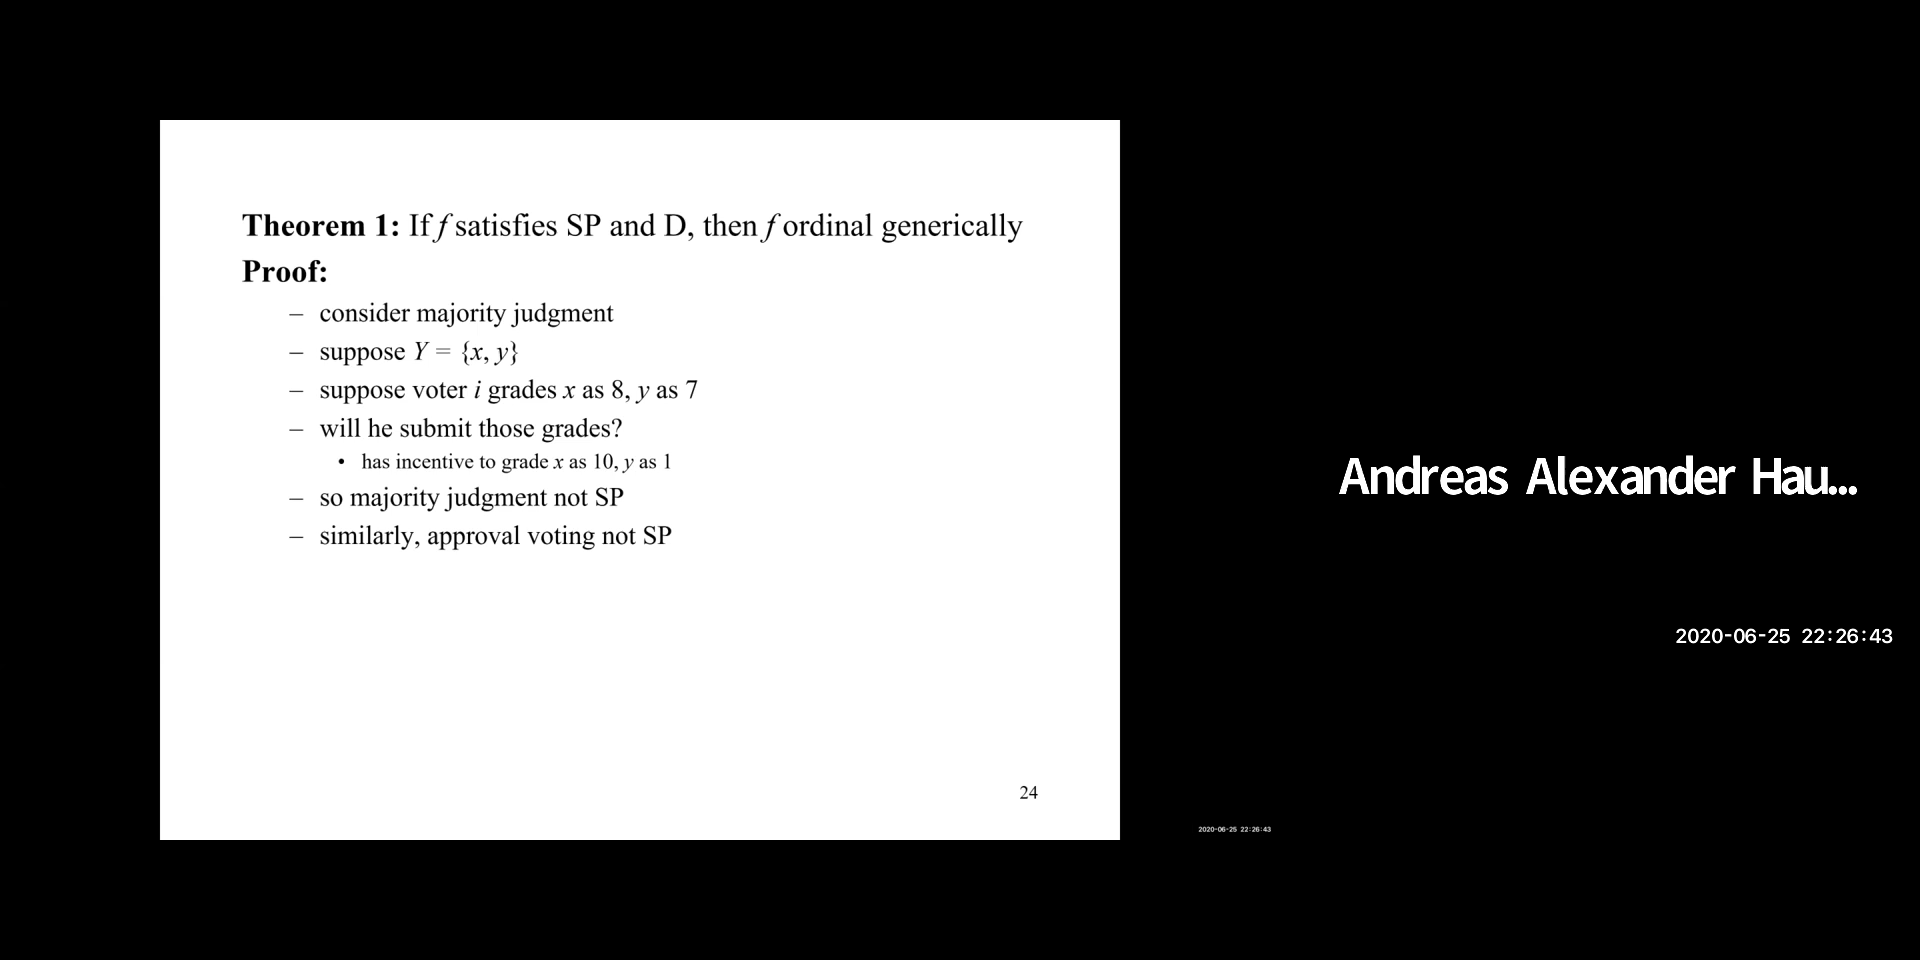 Theorem 1: If f satisfies SP and D, then f ordinal generically
Proof:
– consider majority judgment
– suppose Y = {x, y}
– suppose voter i grades x as 8, y as 7
– will he submit those grades?
• has incentive to grade x as 10, y as 1
– so majority judgment not SP
– similarly, approval voting not SP
24
Andreas Alexander Hau...
2020-06-25 22:26:43
2020-06-25 22:26:43